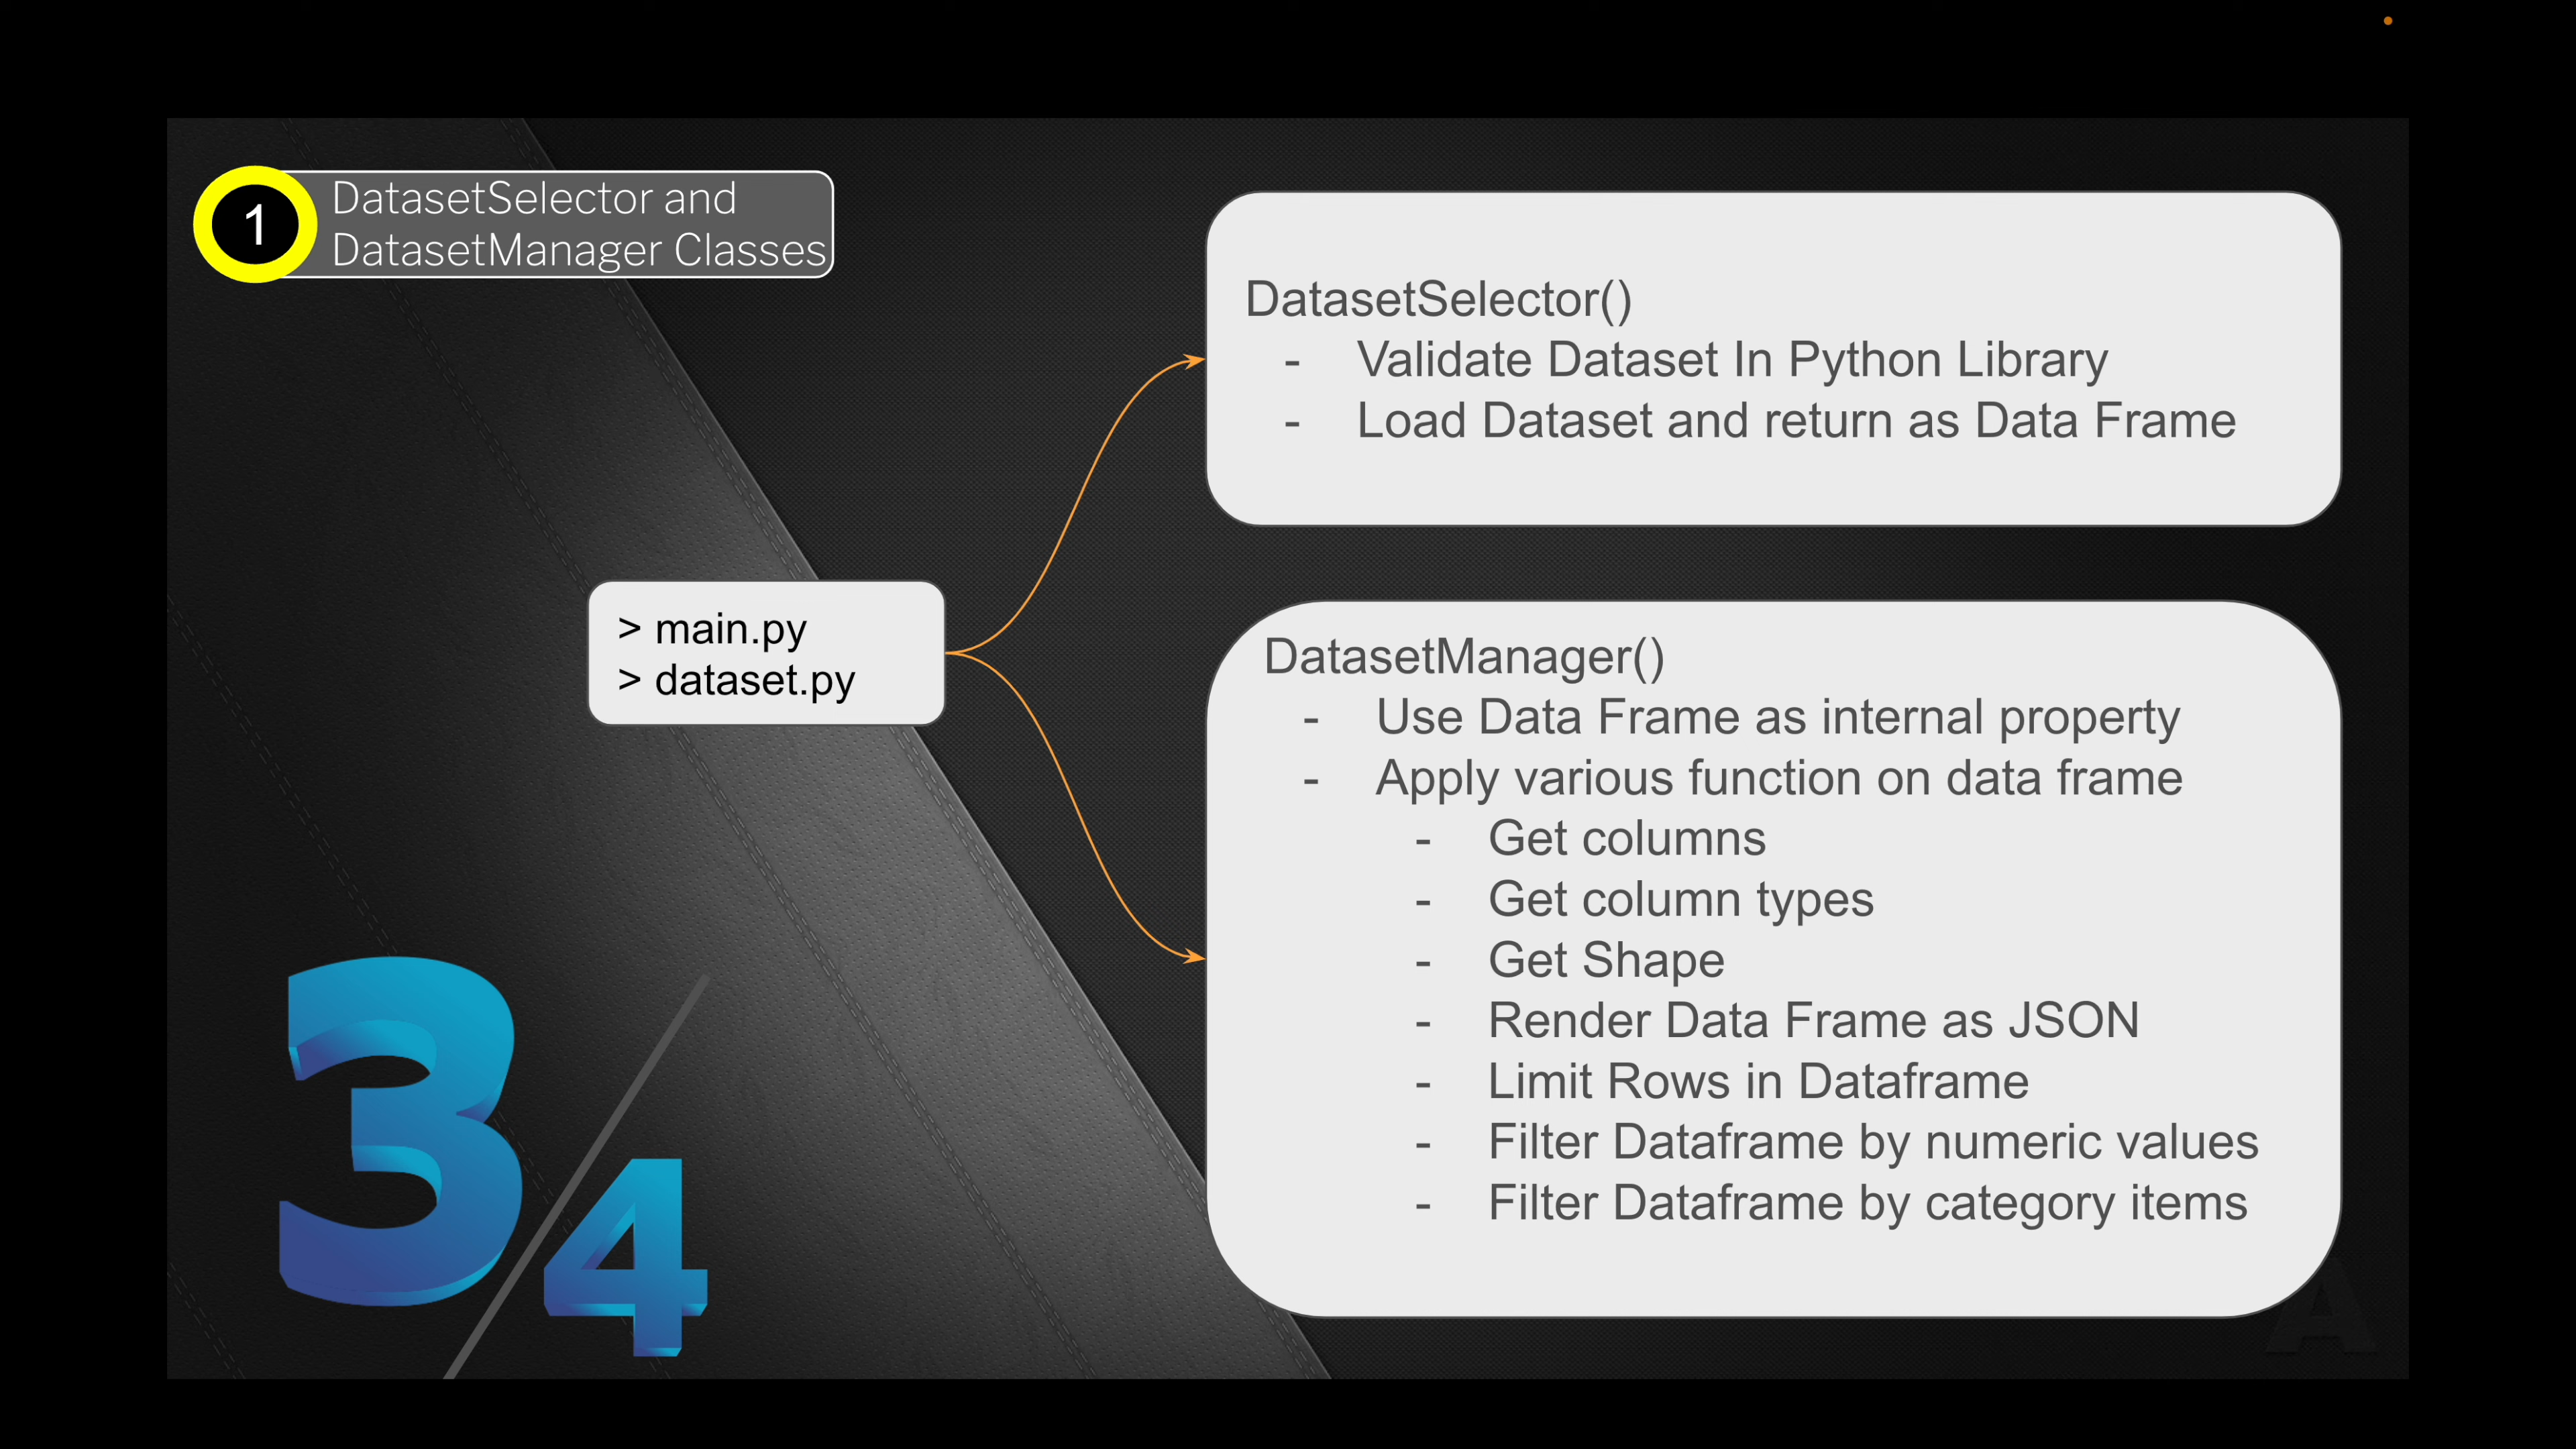 1
DatasetSelector and
DatasetManager Classes
> main.py
> dataset.py
DatasetSelector()
- Validate Dataset In Python Library
- Load Dataset and return as Data Frame
DatasetManager()
- Use Data Frame as internal property
- Apply various function on data frame
- Get columns
- Get column types
- Get Shape
- Render Data Frame as JSON
- Limit Rows in Dataframe
- Filter Dataframe by numeric values
- Filter Dataframe by category items
3/4
A